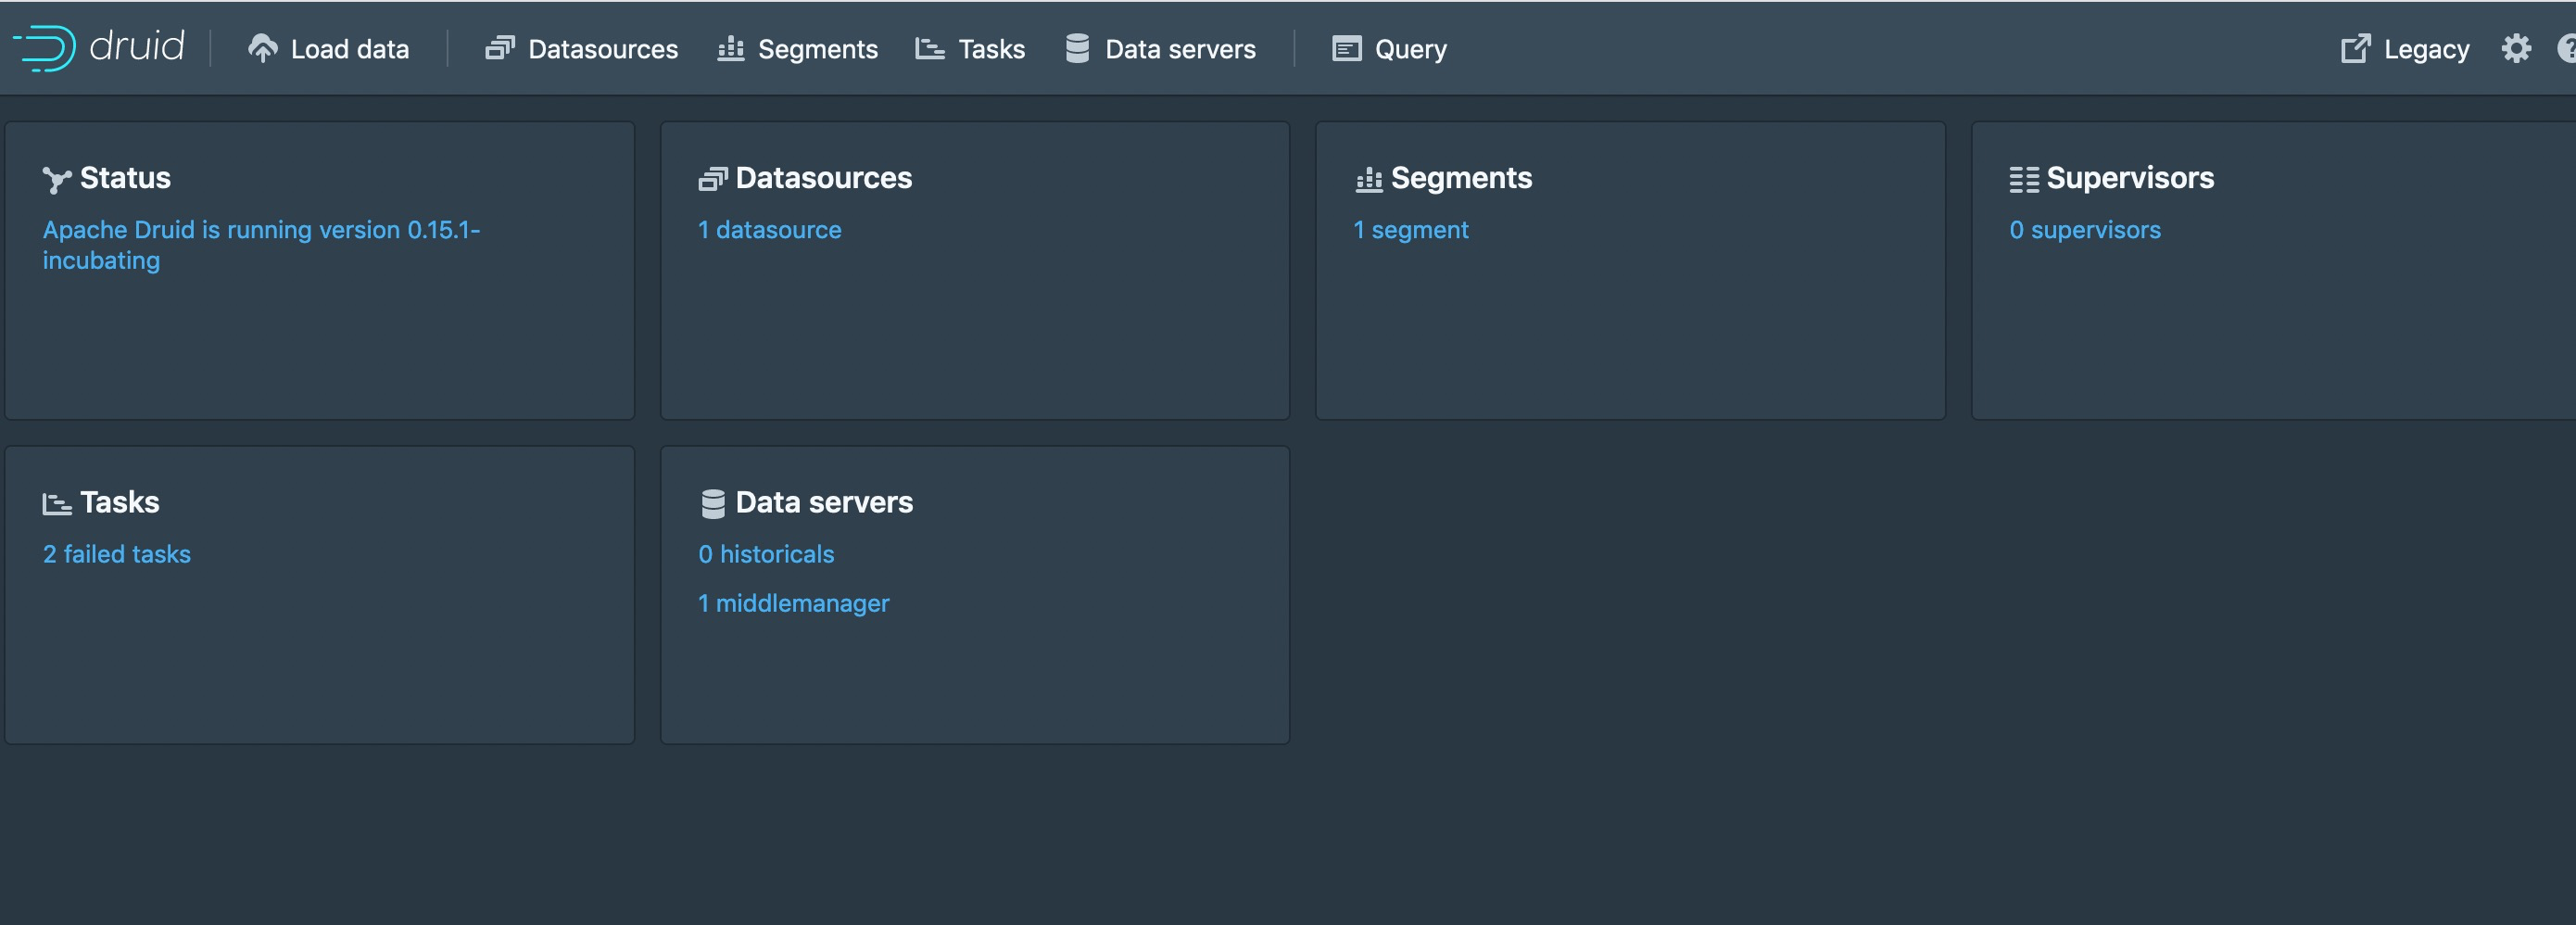 druid Load data Datasources Segments Tasks Data servers Query Legacy
Status
Apache Druid is running version 0.15.1-
incubating
Datasources
1 datasource
Segments
1 segment
Supervisors
0 supervisors
Tasks
2 failed tasks
Data servers
0 historicals
1 middlemanager